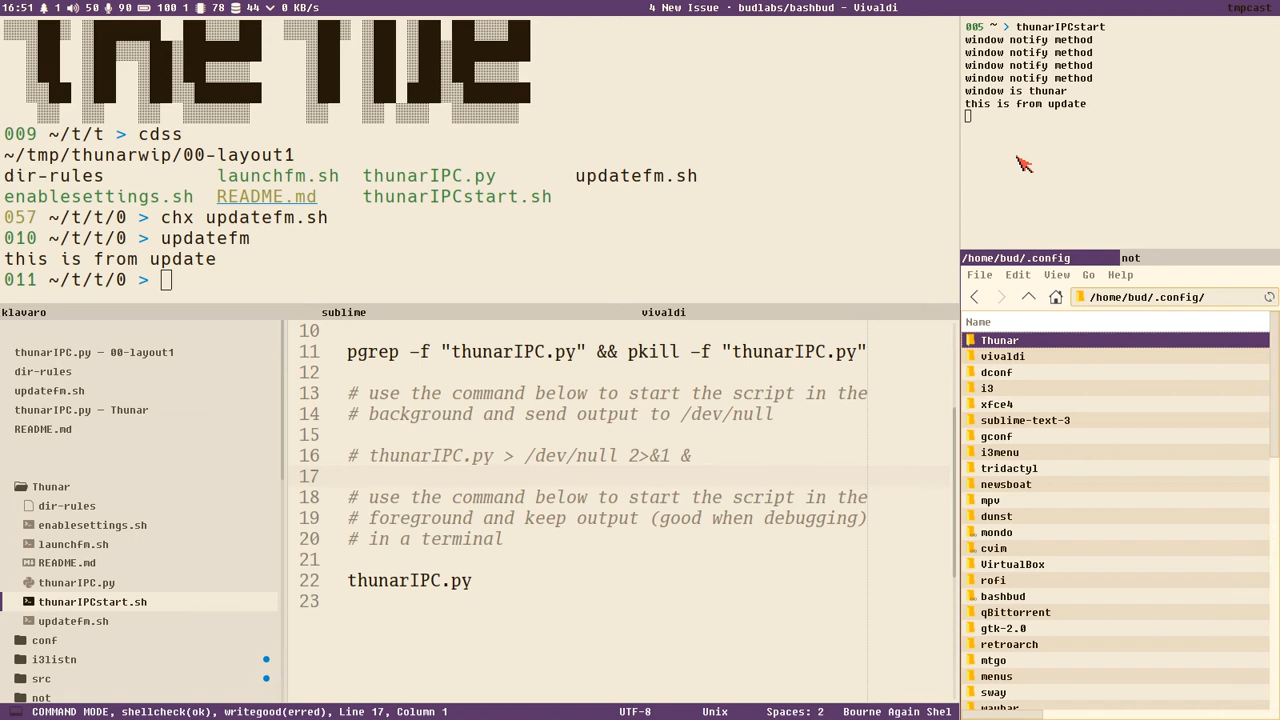 16:51 1 50 90 100 1 78 44 0 KB/s
4 New Issue · budlabs/bashbud - Vivaldi
tmpcast
009 ~/t/t > cdss
~/tmp/thunarwip/00-layout1
dir-rules launchfm.sh thunarIPC.py updatefm.sh
enablesettings.sh README.md thunarIPCstart.sh
057 ~/t/t/0 > chx updatefm.sh
010 ~/t/t/0 > updatefm
this is from update
011 ~/t/t/0 >
005 ~ > thunarIPCstart
window notify method
window notify method
window notify method
window notify method
window is thunar
this is from update
klavaro sublime vivaldi
thunarIPC.py — 00-layout1
dir-rules
updatefm.sh
thunarIPC.py — Thunar
README.md
Thunar
dir-rules
enablesettings.sh
launchfm.sh
README.md
thunarIPC.py
thunarIPCstart.sh
updatefm.sh
conf
i3listn
src
not
10
11 pgrep -f "thunarIPC.py" && pkill -f "thunarIPC.py"
12
13 # use the command below to start the script in the
14 # background and send output to /dev/null
15
16 # thunarIPC.py > /dev/null 2>&1 &
17
18 # use the command below to start the script in the
19 # foreground and keep output (good when debugging)
20 # in a terminal
21
22 thunarIPC.py
23
COMMAND MODE, shellcheck(ok), writegood(erred), Line 17, Column 1 UTF-8 Unix Spaces: 2 Bourne Again Shel
/home/bud/.config not
File Edit View Go Help
/home/bud/.config/
Name
Thunar
vivaldi
dconf
i3
xfce4
sublime-text-3
gconf
i3menu
tridactyl
newsboat
mpv
dunst
mondo
cvim
VirtualBox
rofi
bashbud
qBittorrent
gtk-2.0
retroarch
mtgo
menus
sway